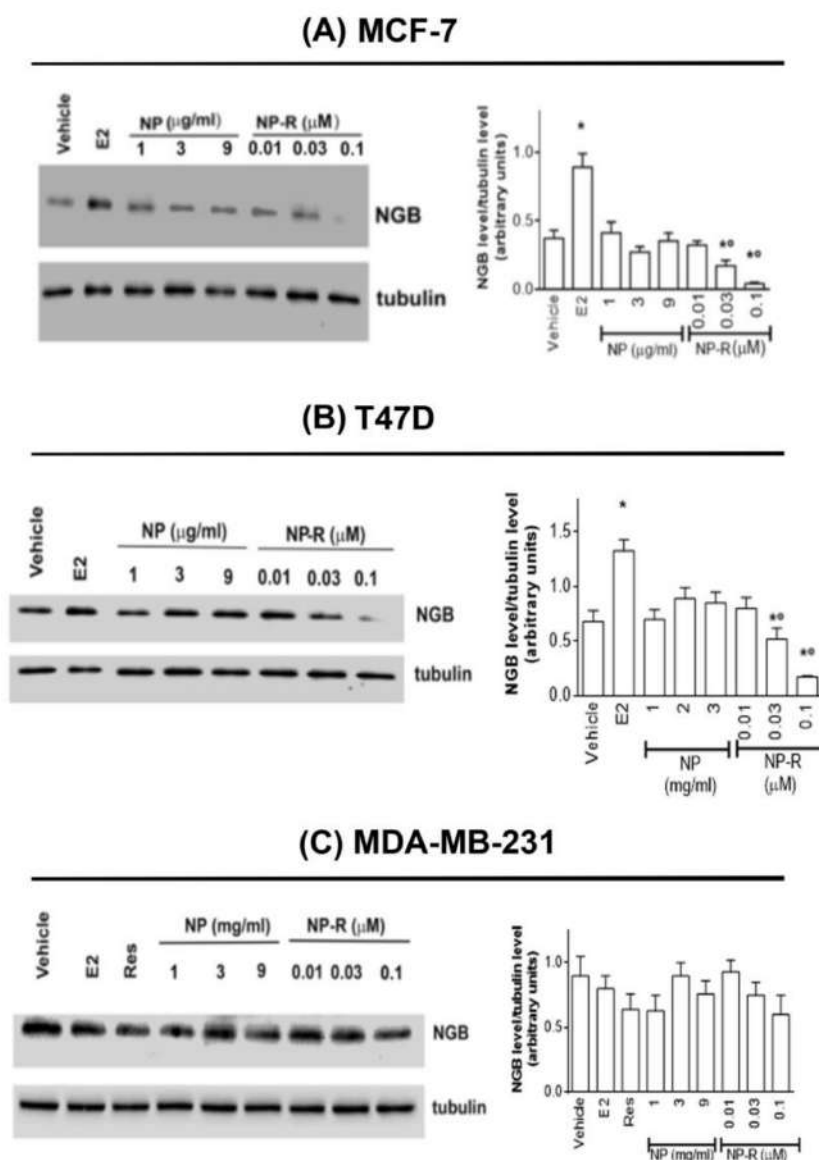 (A) MCF-7
Vehicle
E2
NP (μg/ml)
NP-R (μM)
1 3 9 0.01 0.03 0.1
NGB
tubulin
NGB level/tubulin level
(arbitrary units)
1.0
0.5
0.0
*
*º
*º
Vehicle
E2
1
3
9
0.01
0.03
0.1
NP (μg/ml)
NP-R (μM)
(B) T47D
Vehicle
E2
NP (μg/ml)
NP-R (μM)
1 3 9 0.01 0.03 0.1
NGB
tubulin
NGB level/tubulin level
(arbitrary units)
1.5
1.0
0.5
0.0
*
*º
*º
Vehicle
E2
1
2
3
0.01
0.03
0.1
NP
(mg/ml)
NP-R
(μM)
(C) MDA-MB-231
Vehicle
E2
Res
NP (mg/ml)
NP-R (μM)
1 3 9 0.01 0.03 0.1
NGB
tubulin
NGB level/tubulin level
(arbitrary units)
1.0
0.5
0.0
Vehicle
E2
Res
1
3
9
0.01
0.03
0.1
NP (mg/ml)
NP-R (μM)